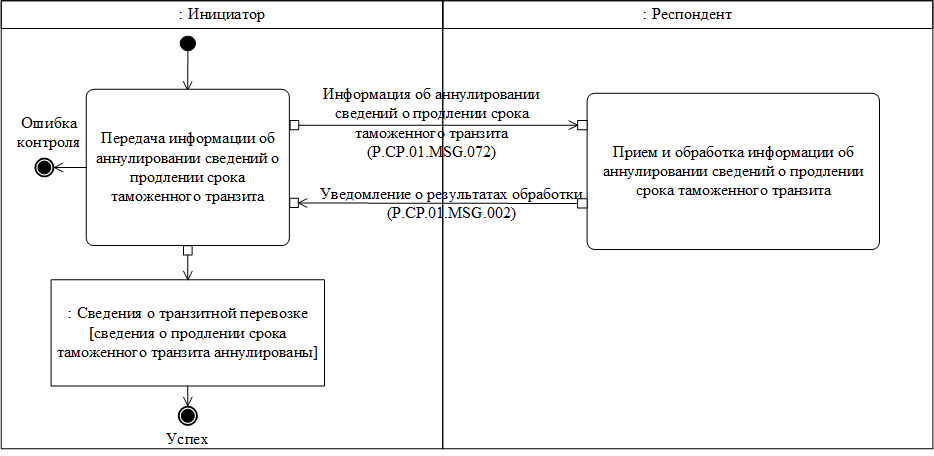 : Инициатор
: Респондент
Ошибка
контроля
Передача информации об
аннулировании сведений о
продлении срока
таможенного транзита
Информация об аннулировании
сведений о продлении срока
таможенного транзита
(P.CP.01.MSG.072)
Прием и обработка информации об
аннулировании сведений о продлении
срока таможенного транзита
Уведомление о результатах обработки
(P.CP.01.MSG.002)
: Сведения о транзитной перевозке
[сведения о продлении срока
таможенного транзита аннулированы]
Успех